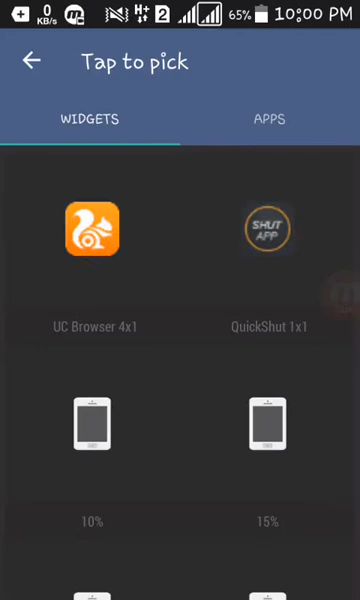 0
KB/s
H+
2
65%
10:00 PM
Tap to pick
WIDGETS
APPS
SHUT
APP
UC Browser 4x1
QuickShut 1x1
10%
15%